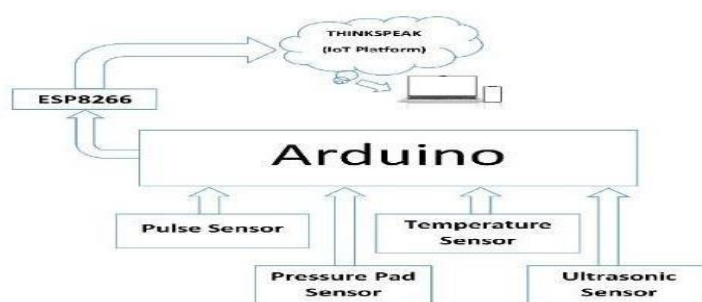 THINKSPEAK
(IoT Platform)
ESP8266
Arduino
Pulse Sensor
Temperature
Sensor
Pressure Pad
Sensor
Ultrasonic
Sensor